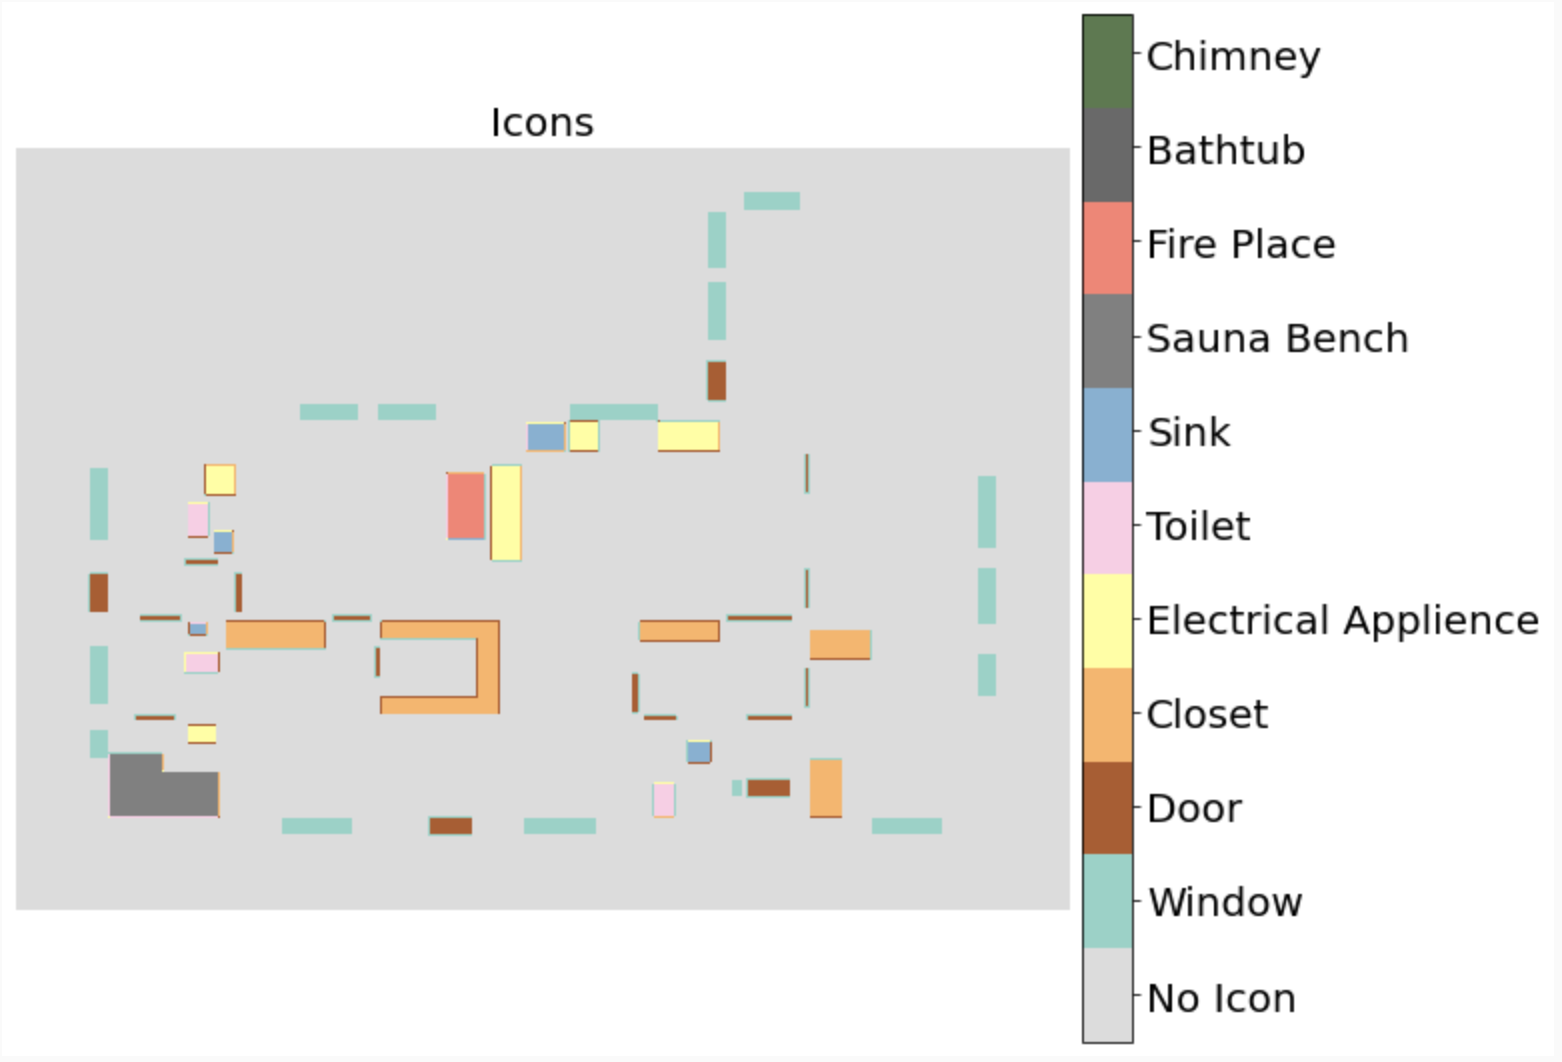 Icons
Chimney
Bathtub
Fire Place
Sauna Bench
Sink
Toilet
Electrical Applience
Closet
Door
Window
No Icon